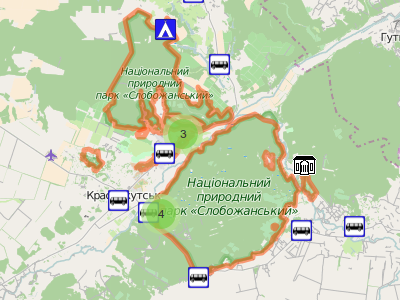 Гут
Національний
природний
парк «Слобожанський»
3
Національний
природний
парк «Слобожанський»
4